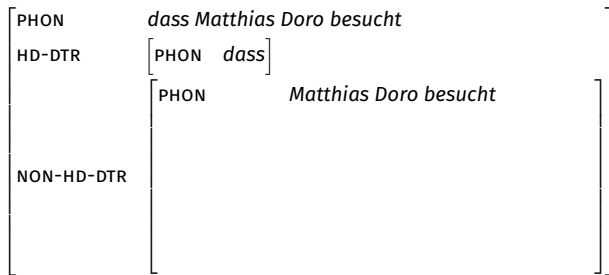 PHON dass Matthias Doro besucht
HD-DTR [PHON dass]
PHON Matthias Doro besucht
NON-HD-DTR